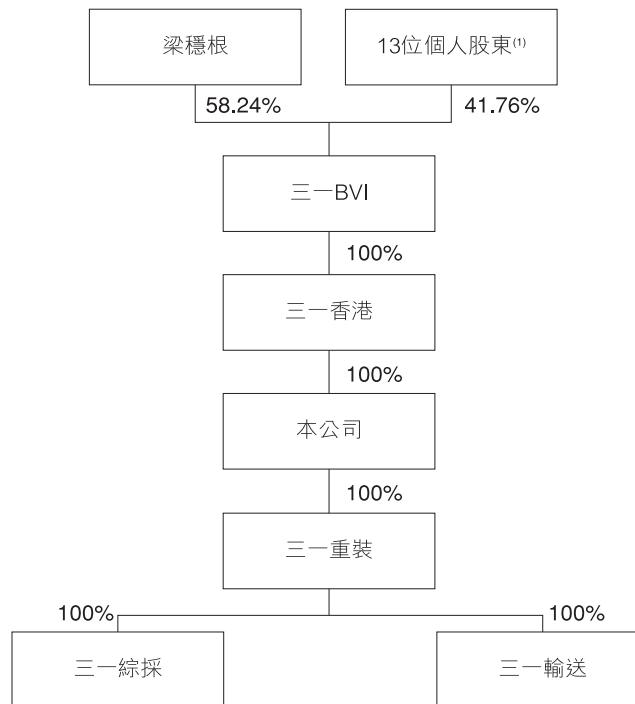 梁穩根
13位個人股東(1)
58.24%
41.76%
三一BVI
100%
三一香港
100%
本公司
100%
三一重裝
100%
100%
三一綜採
三一輸送